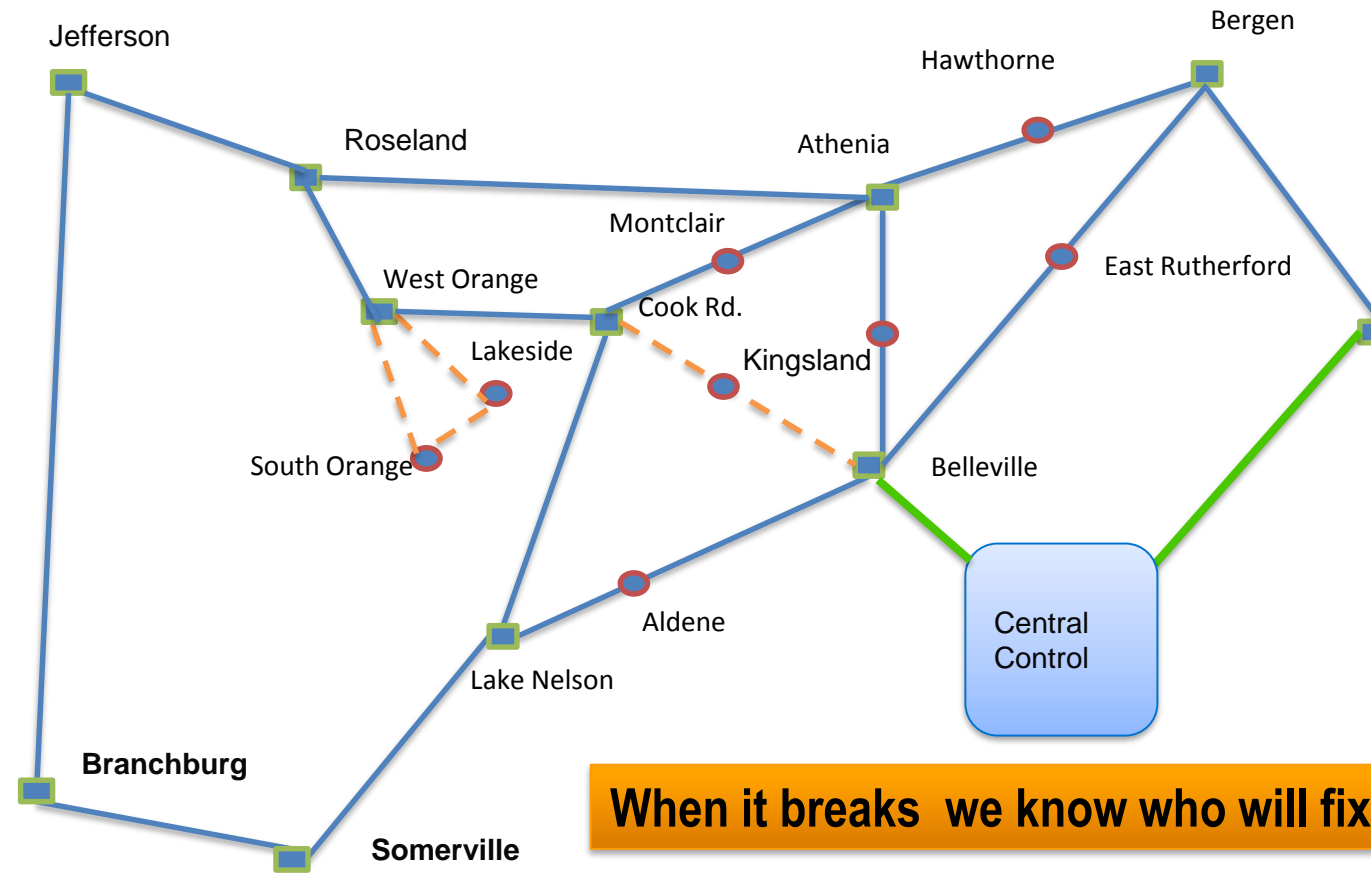 Bergen
Jefferson
Hawthorne
Roseland
Athenia
Montclair
West Orange
East Rutherford
Cook Rd.
Lakeside
Kingsland
South Orange
Belleville
Aldene
Central
Control
Lake Nelson
Branchburg
When it breaks we know who will fix
Somerville